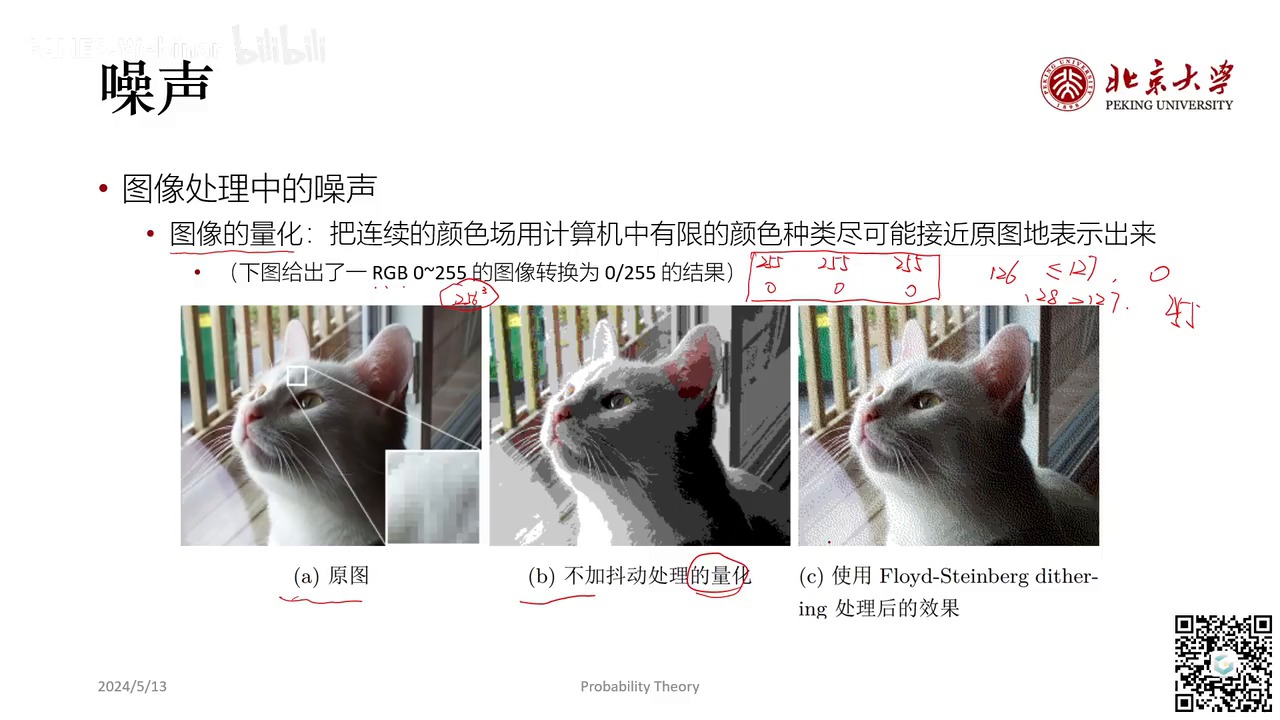 bilibili
噪声
北京大学
PEKING UNIVERSITY
• 图像处理中的噪声
• 图像的量化：把连续的颜色场用计算机中有限的颜色种类尽可能接近原图地表示出来
• （下图给出了一 RGB 0~255 的图像转换为 0/255 的结果）
255 255 255
0 0 0
126 ≤127, 0
128 >127.
256³
(a) 原图
(b) 不加抖动处理的量化
(c) 使用 Floyd-Steinberg dither-
ing 处理后的效果
2024/5/13
Probability Theory